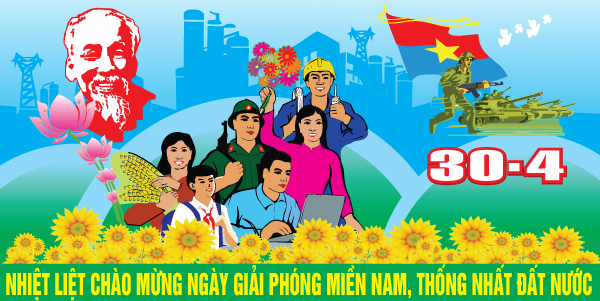 30-4
NHIỆT LIỆT CHÀO MỪNG NGÀY GIẢI PHÓNG MIỀN NAM, THỐNG NHẤT ĐẤT NƯỚC